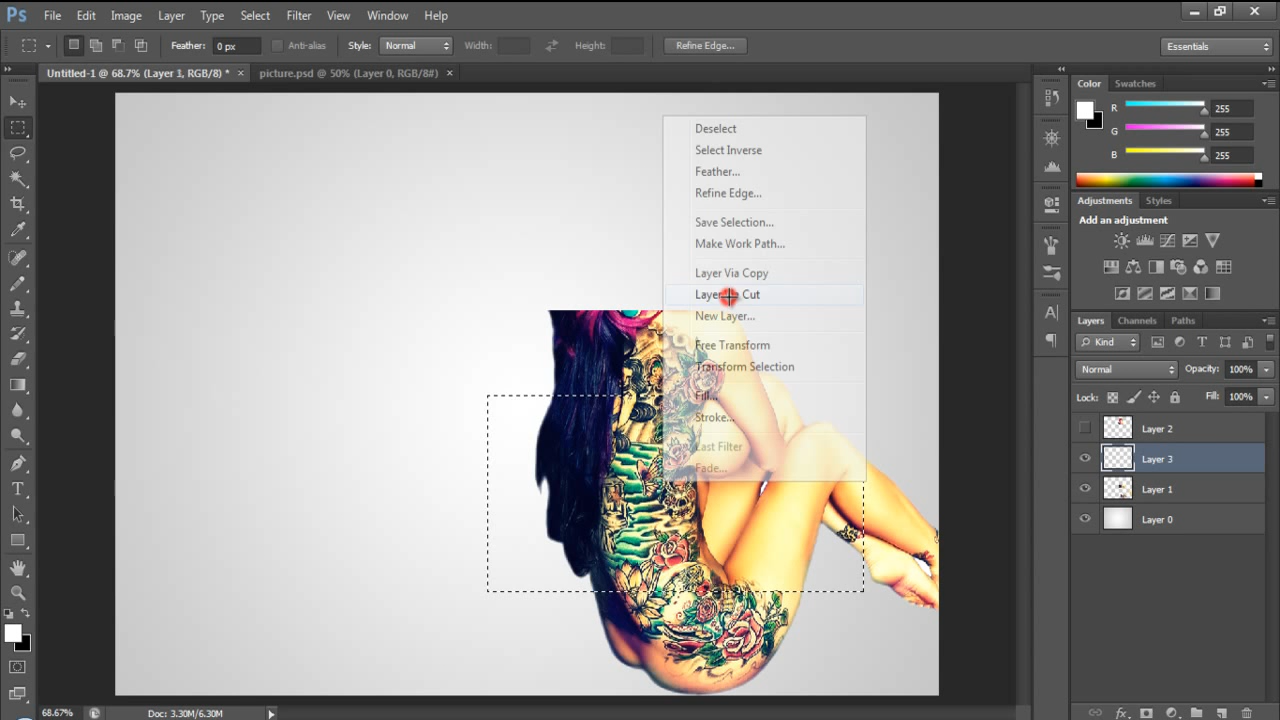 Ps File Edit Image Layer Type Select Filter View Window Help
Feather: 0 px Anti-alias Style: Normal Width: Height: Refine Edge... Essentials
Untitled-1 @ 68.7% (Layer 1, RGB/8) * × picture.psd @ 50% (Layer 0, RGB/8#) ×
Deselect
Select Inverse
Feather...
Refine Edge...
Save Selection...
Make Work Path...
Layer Via Copy
Layer Cut
New Layer...
Free Transform
Transform Selection
Fill...
Stroke...
Last Filter
Fade...
Color Swatches
R 255
G 255
B 255
Adjustments Styles
Add an adjustment
Layers Channels Paths
Kind
Normal Opacity: 100%
Lock: Fill: 100%
Layer 2
Layer 3
Layer 1
Layer 0
68.67% Doc: 3.30M/6.30M